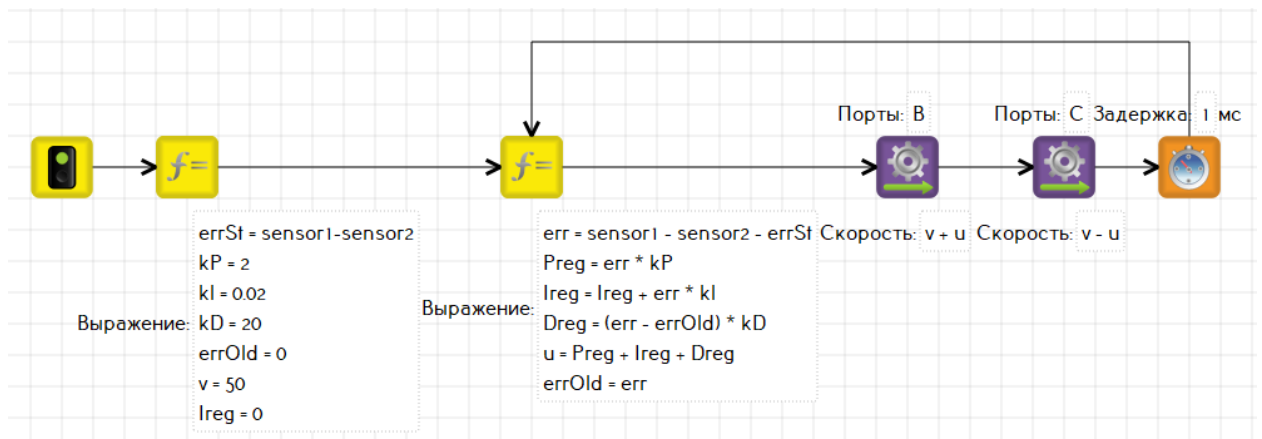 Порты: B
Порты: C
Задержка: 1 мс
f=
f=
Выражение:
errSt = sensor1-sensor2
kP = 2
kI = 0.02
kD = 20
errOld = 0
v = 50
Ireg = 0
Выражение:
err = sensor1 - sensor2 - errSt
Preg = err * kP
Ireg = Ireg + err * kI
Dreg = (err - errOld) * kD
u = Preg + Ireg + Dreg
errOld = err
Скорость: v + u
Скорость: v - u